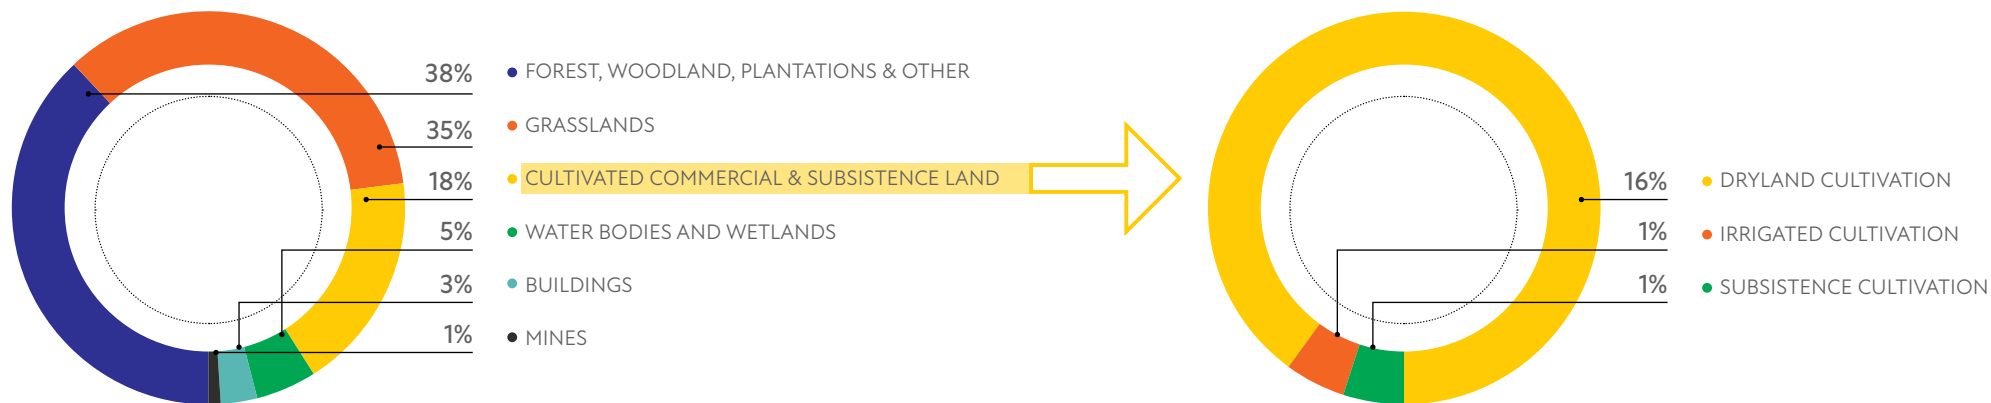 38% FOREST, WOODLAND, PLANTATIONS & OTHER
35% GRASSLANDS
18% CULTIVATED COMMERCIAL & SUBSISTENCE LAND
5% WATER BODIES AND WETLANDS
3% BUILDINGS
1% MINES
16% DRYLAND CULTIVATION
1% IRRIGATED CULTIVATION
1% SUBSISTENCE CULTIVATION